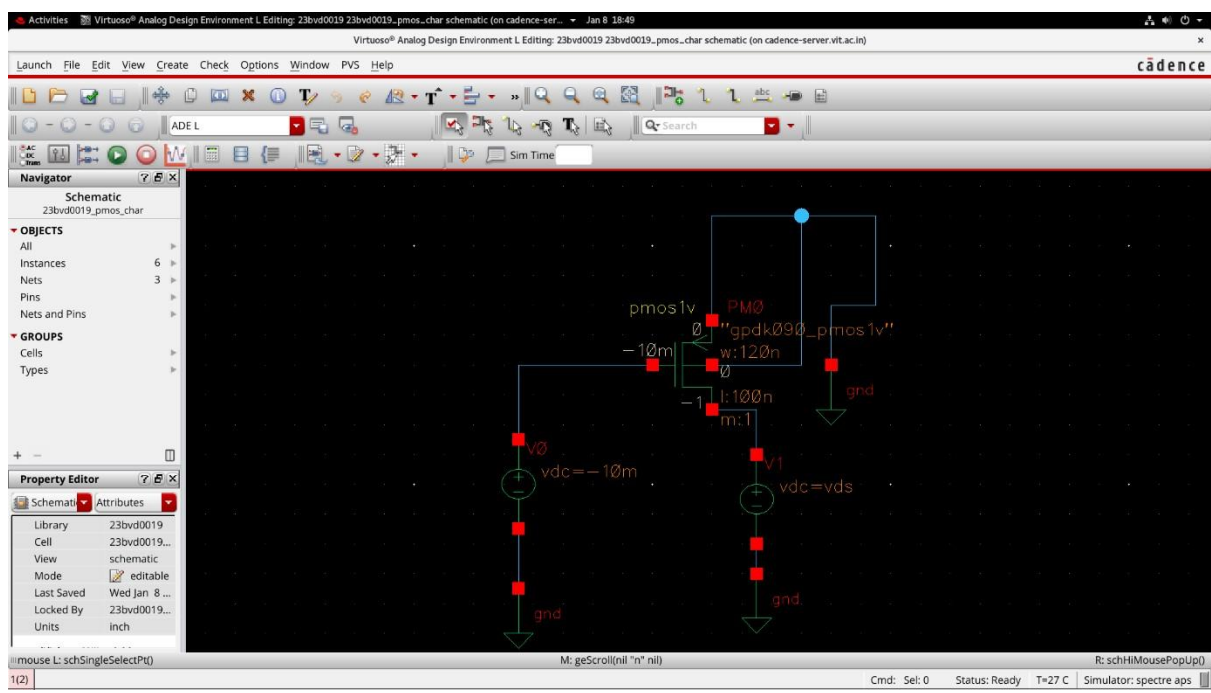 Activities Virtuoso® Analog Design Environment L Editing: 23bvd0019 23bvd0019_pmos_char schematic (on cadence-ser... Jan 8 18:49
Virtuoso® Analog Design Environment L Editing: 23bvd0019 23bvd0019_pmos_char schematic (on cadence-server.vit.ac.in) ×
Launch File Edit View Create Check Options Window PVS Help cādence
ADE L Search
Sim Time
Navigator
Schematic
23bvd0019_pmos_char
OBJECTS
All
Instances 6
Nets 3
Pins
Nets and Pins
GROUPS
Cells
Types
Property Editor
Schemati Attributes
Library 23bvd0019
Cell 23bvd0019...
View schematic
Mode editable
Last Saved Wed Jan 8 ...
Locked By 23bvd0019...
Units inch
pmos1v PM0
0 "gpdk090_pmos1v"
-10m w:120n
0
-1 l:100n
m:1
gnd
V0
vdc=-10m
V1
vdc=vds
gnd
gnd
mouse L: schSingleSelectPt() M: geScroll(nil "n" nil) R: schHiMousePopUp()
1(2) Cmd: Sel: 0 Status: Ready T=27 C Simulator: spectre aps